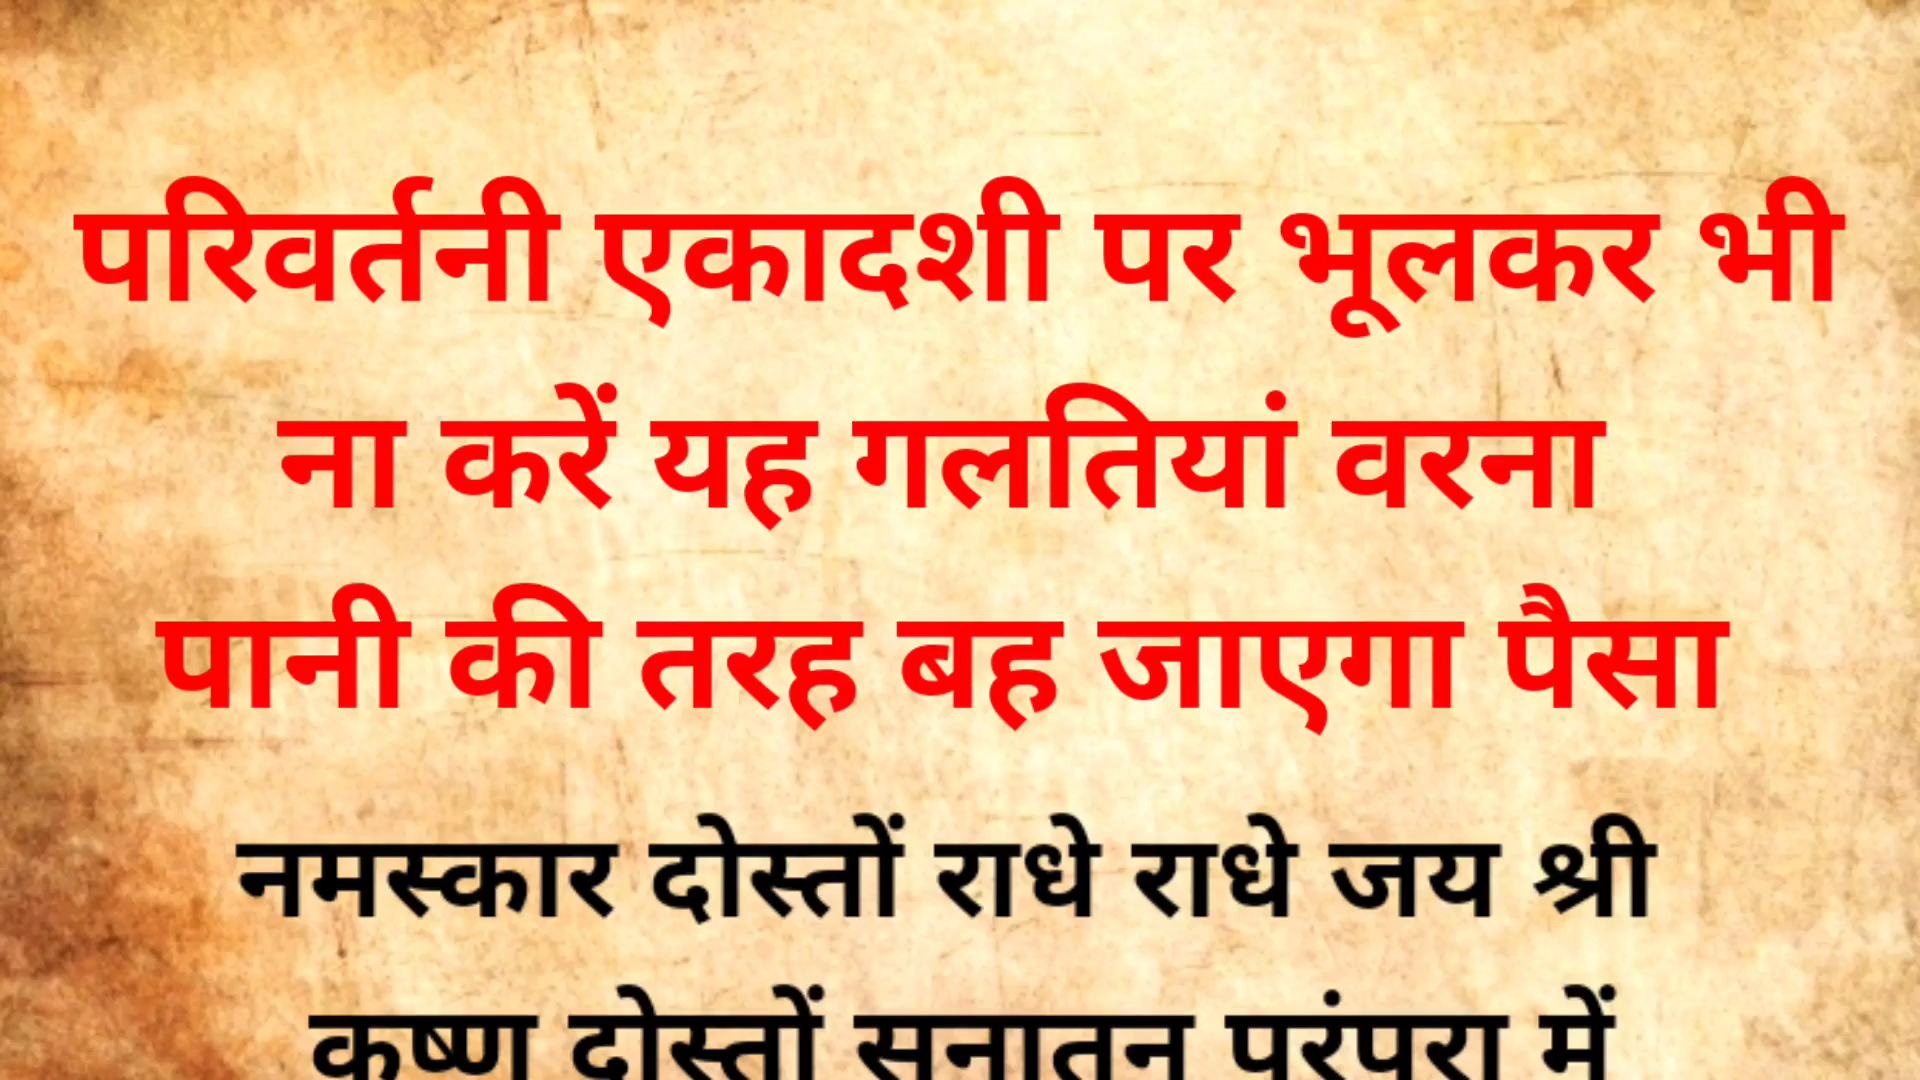 परिवर्तनी एकादशी पर भूलकर भी
ना करें यह गलतियां वरना
पानी की तरह बह जाएगा पैसा
नमस्कार दोस्तों राधे राधे जय श्री
कृष्ण दोस्तों सनातन परंपरा में